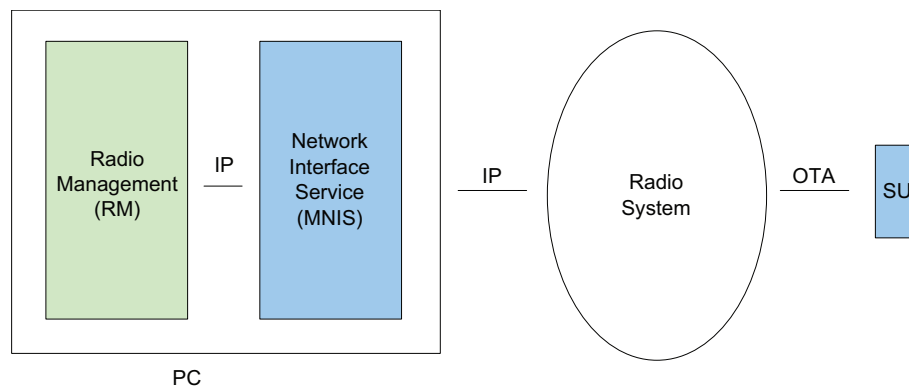 Radio
Management
(RM)
IP
Network
Interface
Service
(MNIS)
IP
Radio
System
OTA
SU
PC